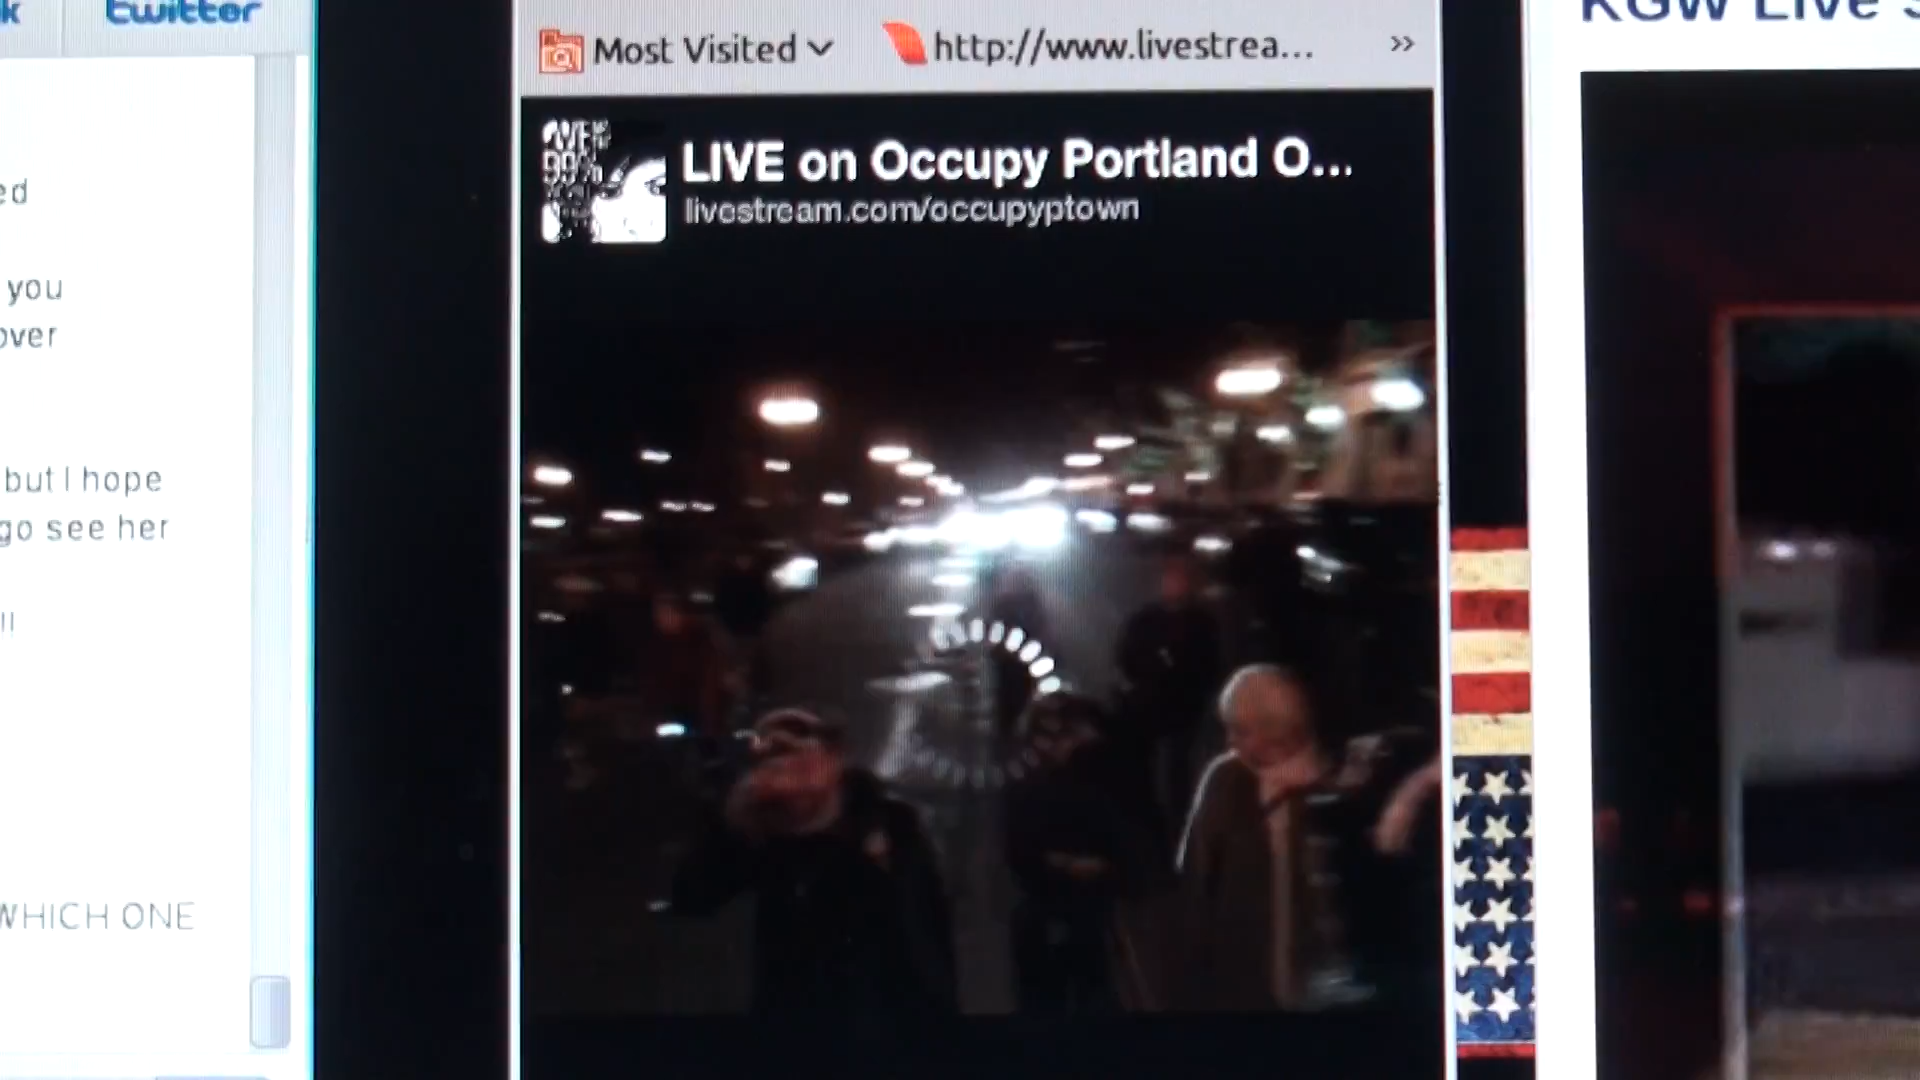 k
twitter
Most Visited
http://www.livestrea...
»
KGW Live S
LIVE on Occupy Portland O...
livestream.com/occupyptown
99%
ed
you
over
but I hope
go see her
WHICH ONE